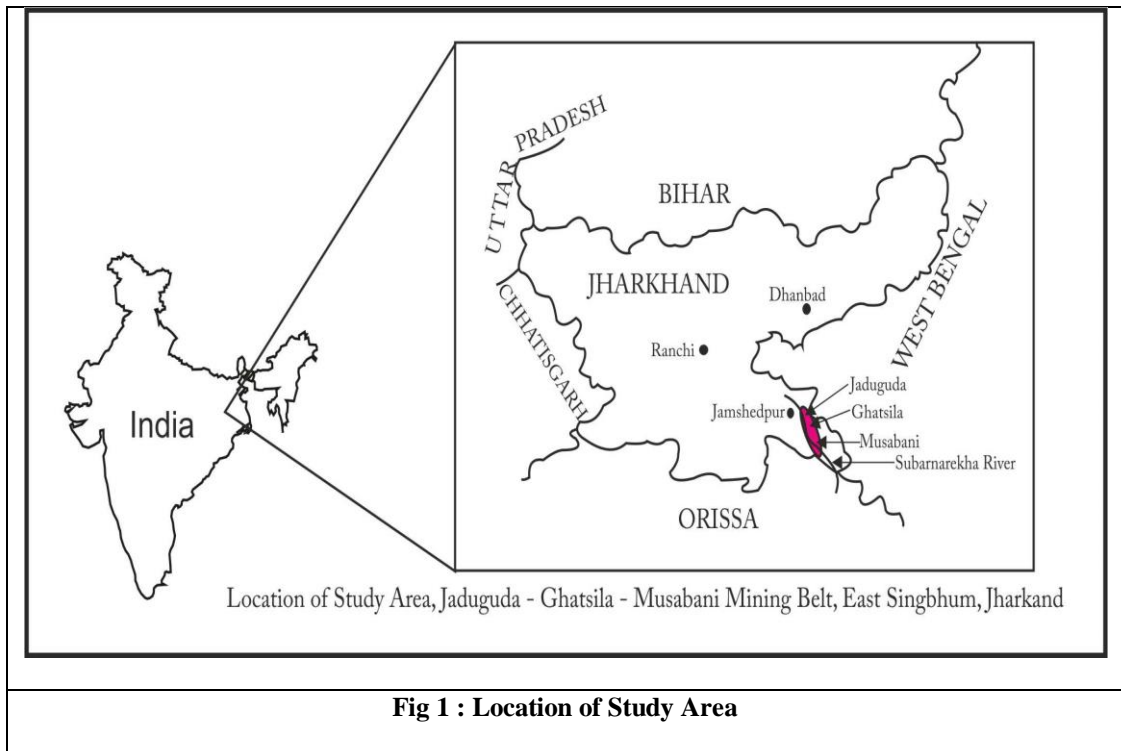 UTTAR PRADESH
BIHAR
JHARKHAND
CHHATISGARH
WEST BENGAL
Dhanbad
Ranchi
Jaduguda
Jamshedpur
Ghatsila
Musabani
Subarnarekha River
India
ORISSA
Location of Study Area, Jaduguda - Ghatsila - Musabani Mining Belt, East Singbhum, Jharkand
Fig 1 : Location of Study Area